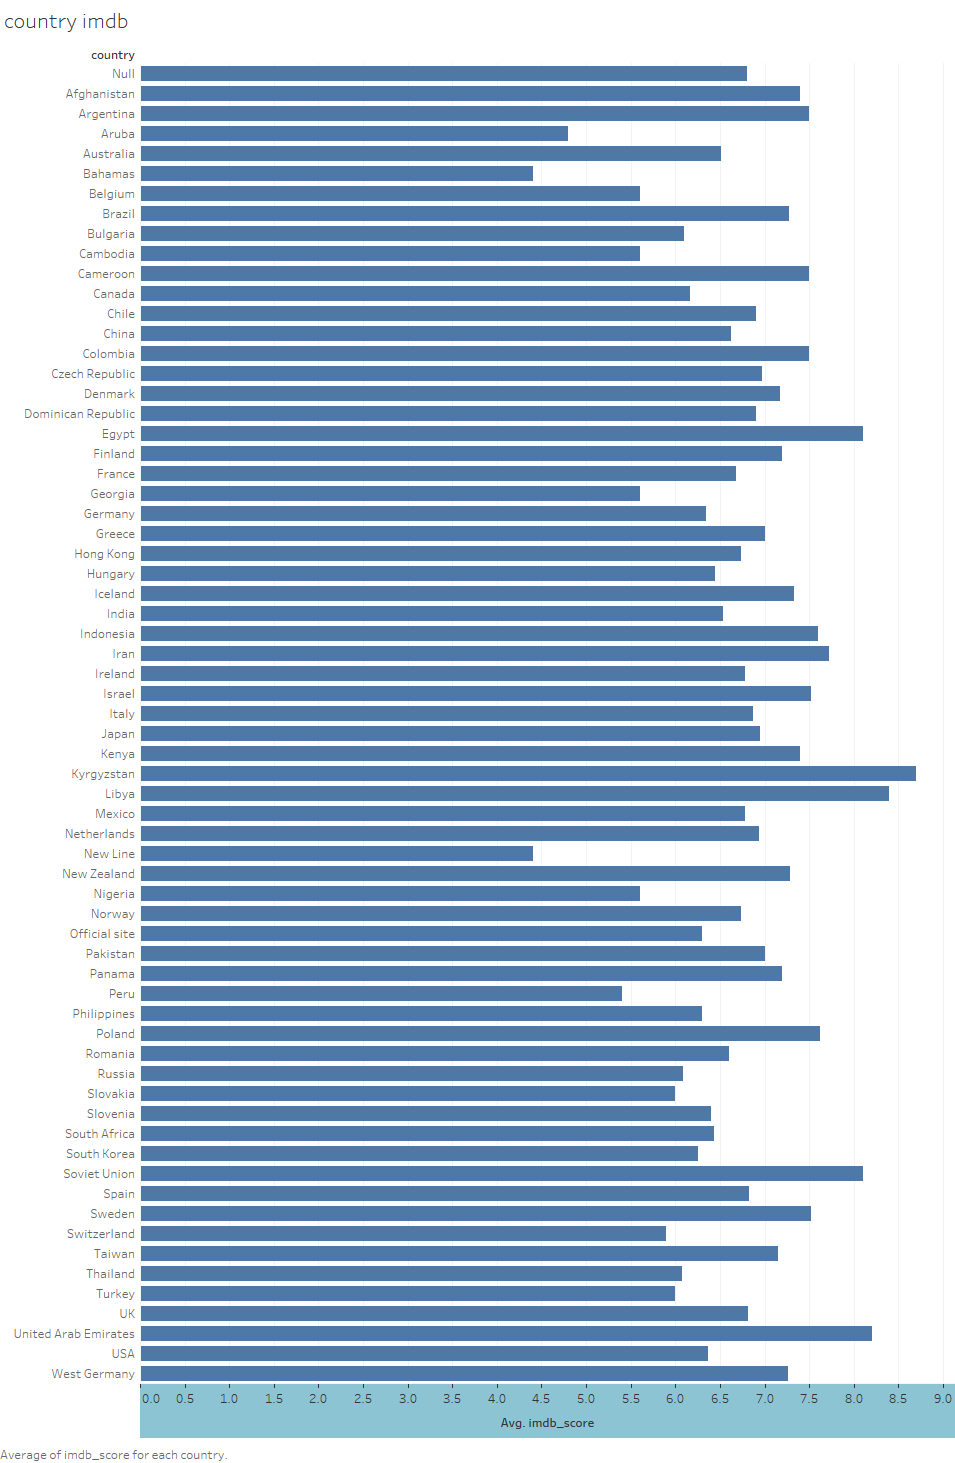 country imdb
country
Null
Afghanistan
Argentina
Aruba
Australia
Bahamas
Belgium
Brazil
Bulgaria
Cambodia
Cameroon
Canada
Chile
China
Colombia
Czech Republic
Denmark
Dominican Republic
Egypt
Finland
France
Georgia
Germany
Greece
Hong Kong
Hungary
Iceland
India
Indonesia
Iran
Ireland
Israel
Italy
Japan
Kenya
Kyrgyzstan
Libya
Mexico
Netherlands
New Line
New Zealand
Nigeria
Norway
Official site
Pakistan
Panama
Peru
Philippines
Poland
Romania
Russia
Slovakia
Slovenia
South Africa
South Korea
Soviet Union
Spain
Sweden
Switzerland
Taiwan
Thailand
Turkey
UK
United Arab Emirates
USA
West Germany
0.0 0.5 1.0 1.5 2.0 2.5 3.0 3.5 4.0 4.5 5.0 5.5 6.0 6.5 7.0 7.5 8.0 8.5 9.0
Avg. imdb_score
Average of imdb_score for each country.